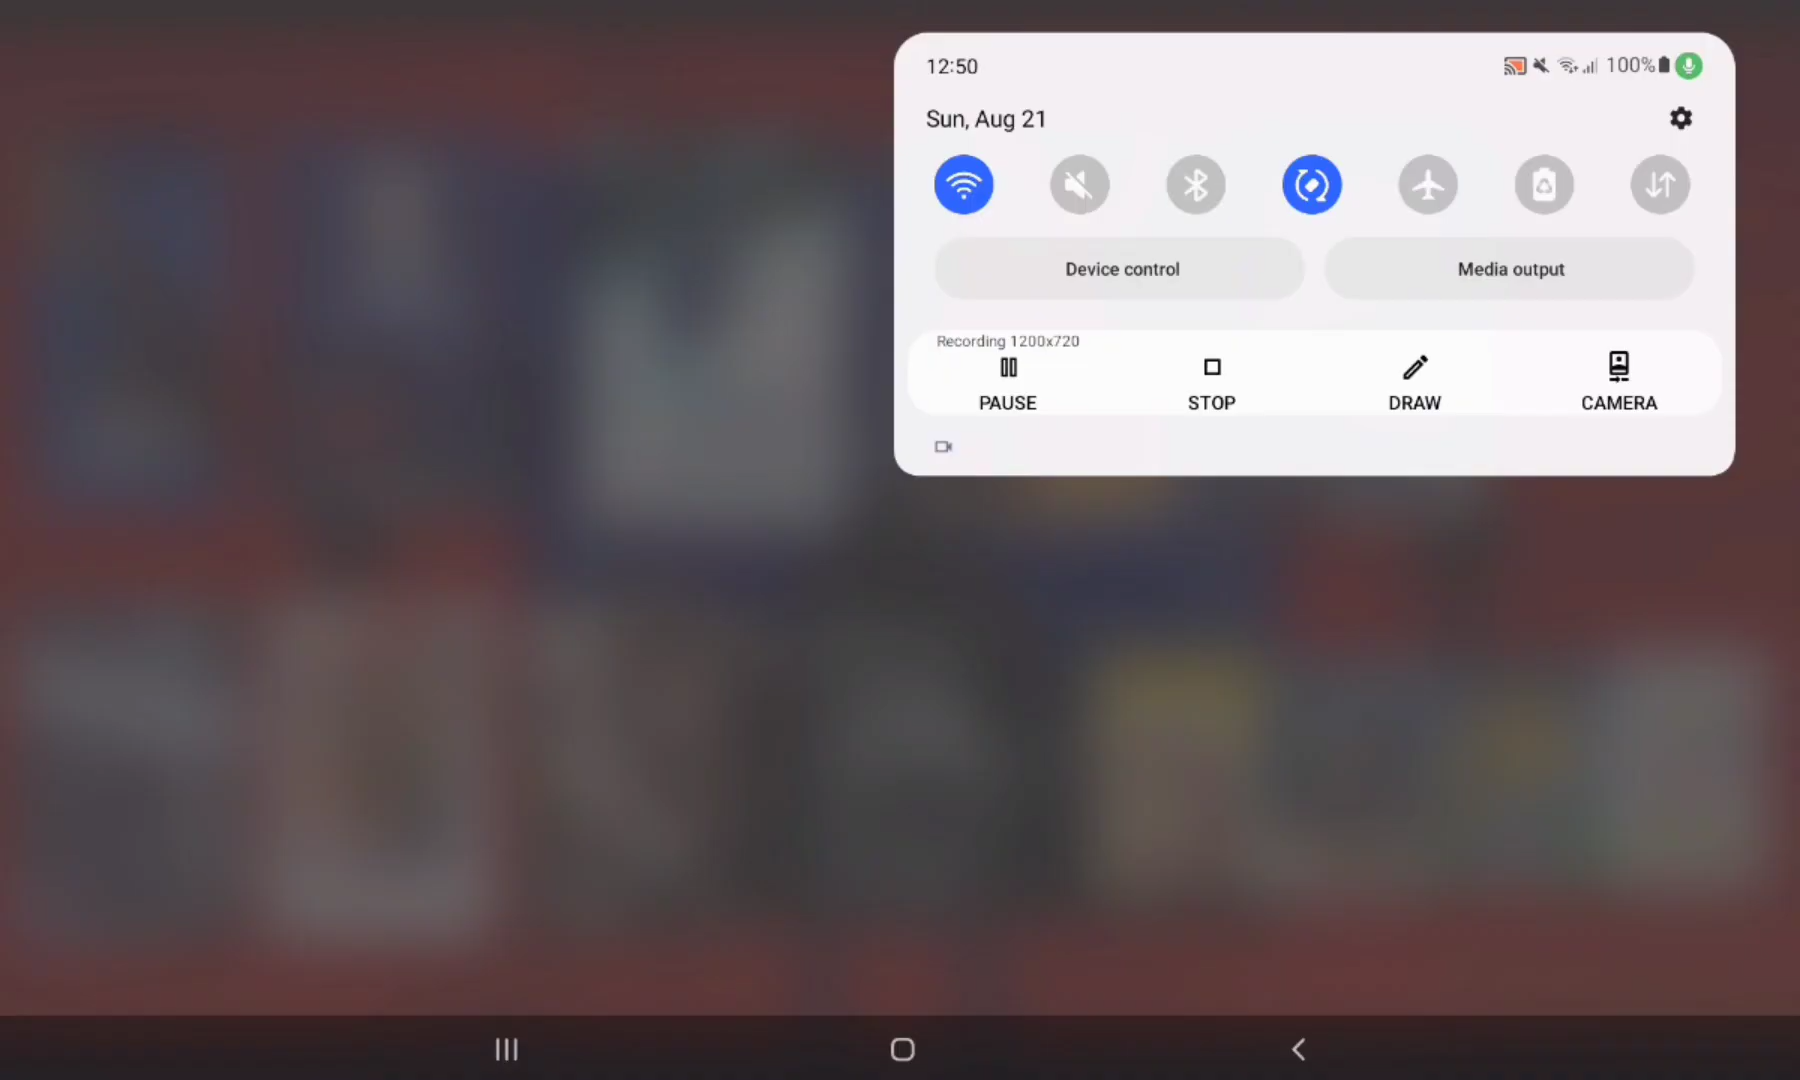 12:50
100%
Sun, Aug 21
Device control
Media output
Recording 1200x720
PAUSE
STOP
DRAW
CAMERA